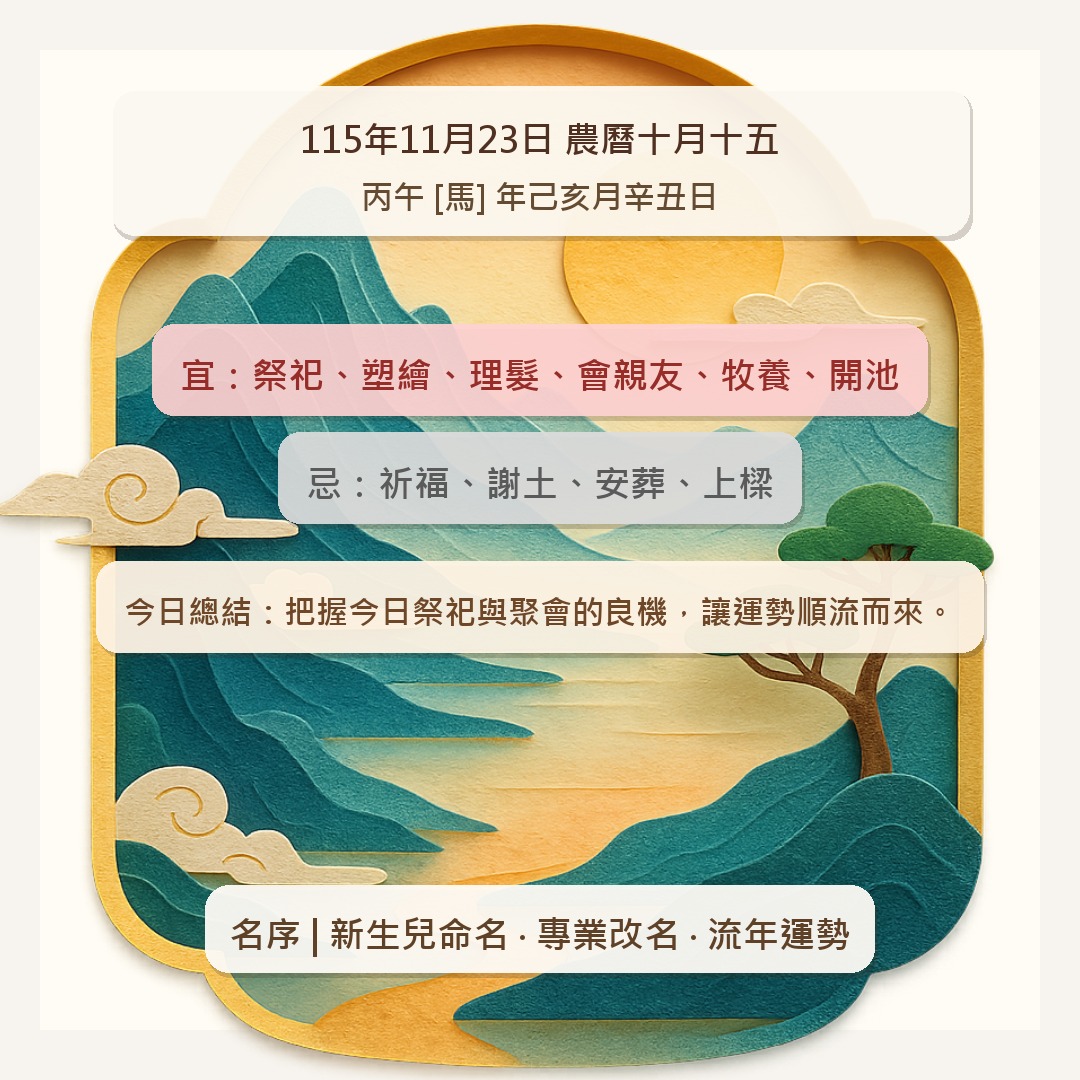 115年11月23日 農曆十月十五
丙午 [馬] 年己亥月辛丑日
宜：祭祀、塑繪、理髮、會親友、牧養、開池
忌：祈福、謝土、安葬、上樑
今日總結：把握今日祭祀與聚會的良機，讓運勢順流而來。
名序 | 新生兒命名 · 專業改名 · 流年運勢